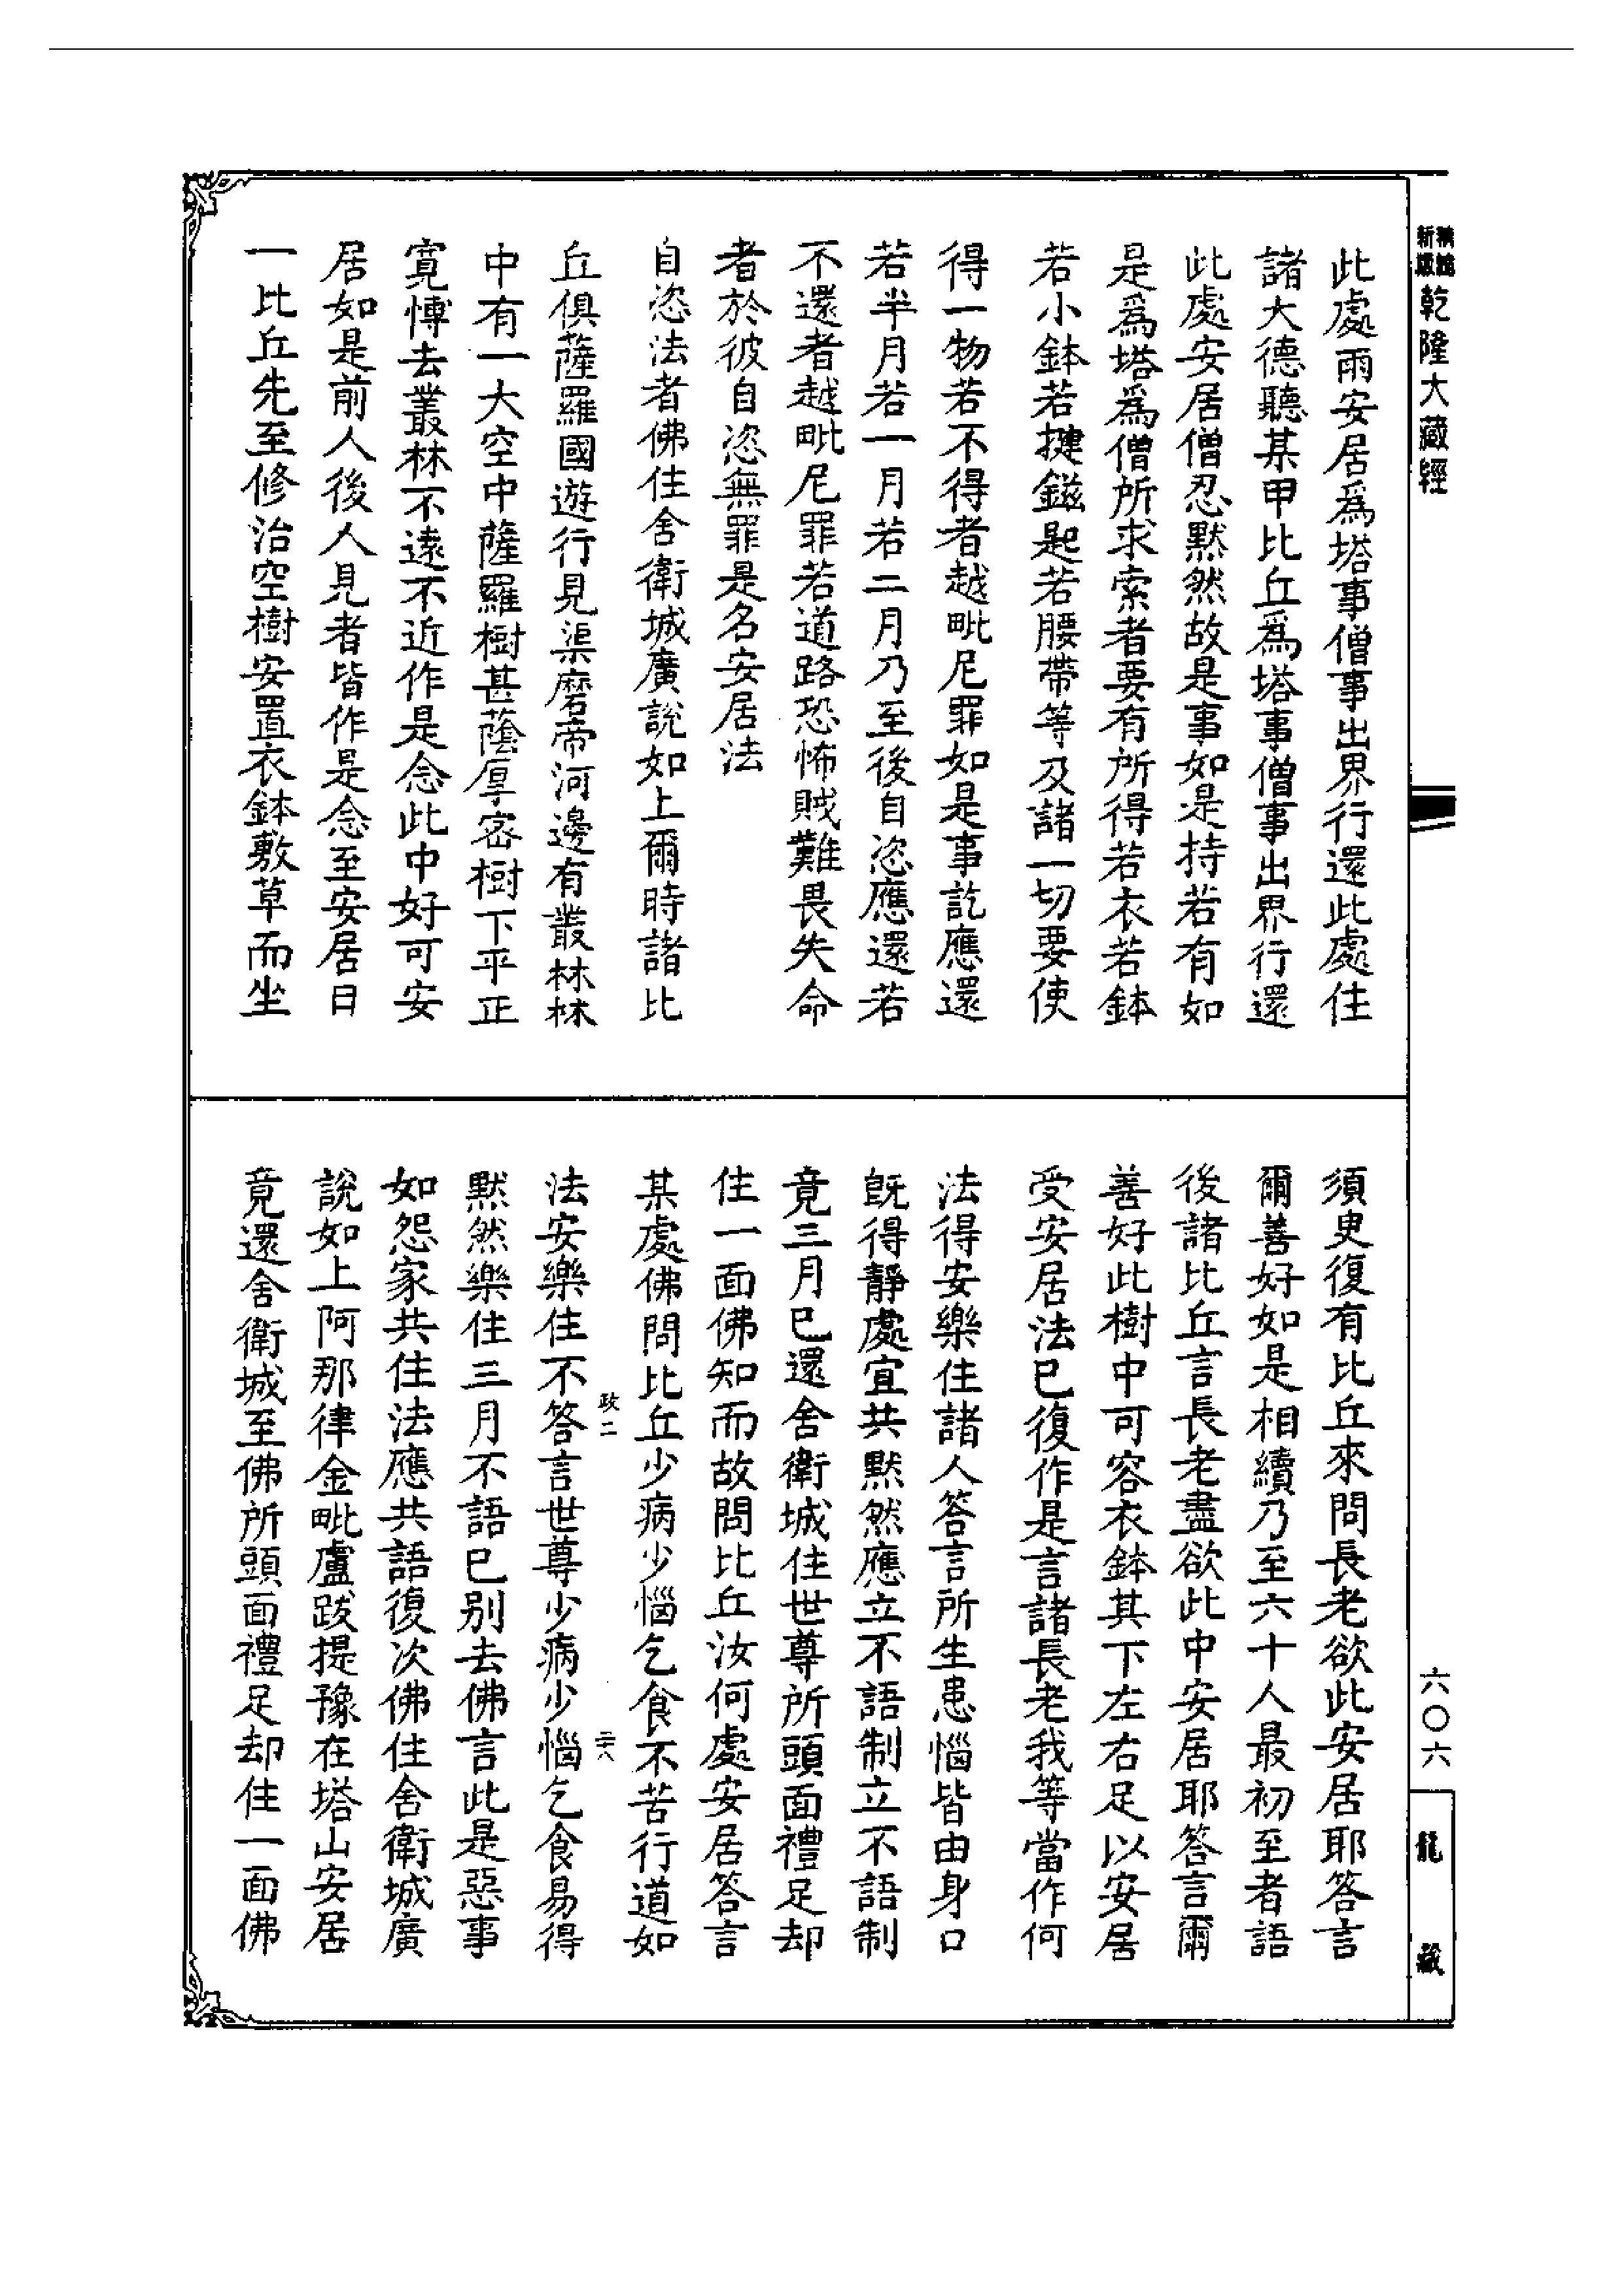 新版
精縮
乾隆大藏經
此處雨安居爲塔事僧事出界行還此處住
諸大德聽某甲比丘爲塔事僧事出界行還
此處安居僧忍默然故是事如是持若有如
是爲塔爲僧所求索者要有所得若衣若鉢
若小鉢若揵鎡匙若腰帶等及諸一切要使
得一物若不得者越毗尼罪如是事訖應還
若半月若一月若二月乃至後自恣應還若
不還者越毗尼罪若道路恐怖賊難畏失命
者於彼自恣無罪是名安居法
自恣法者佛住舍衛城廣說如上爾時諸比
丘俱薩羅國遊行見渠磨帝河邊有叢林林
中有一大空中薩羅樹甚蔭厚密樹下平正
寬慱去叢林不遠不近作是念此中好可安
居如是前人後人見者皆作是念至安居日
一比丘先至修治空樹安置衣鉢敷草而坐
須臾復有比丘來問長老欲此安居耶答言
爾善好如是相續乃至六十人最初至者語
後諸比丘言長老盡欲此中安居耶答言爾
善好此樹中可容衣鉢其下左右足以安居
受安居法巳復作是言諸長老我等當作何
法得安樂住諸人答言所生患惱皆由身口
旣得靜處宜共默然應立不語制立不語制
竟三月巳還舍衛城住世尊所頭面禮足却
住一面佛知而故問比丘汝何處安居答言
某處佛問比丘少病少惱乞食不苦行道如
法安樂住不答言世尊少病少惱乞食易得
政二
二十八
默然樂住三月不語巳別去佛言此是惡事
如怨家共住法應共語復次佛住舍衛城廣
說如上阿那律金毗盧跋提豫在塔山安居
竟還舍衛城至佛所頭面禮足却住一面佛
六〇六
龍
藏